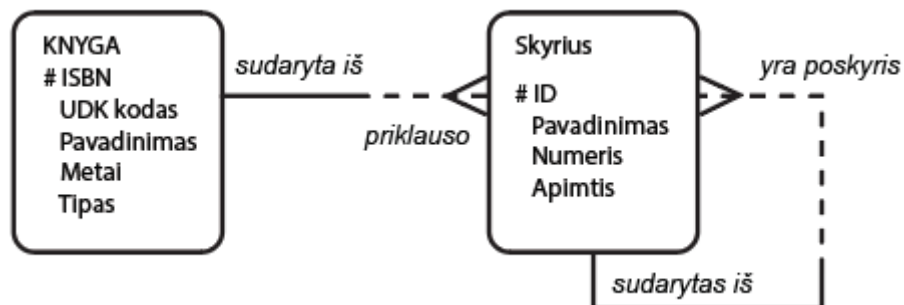 KNYGA
# ISBN
UDK kodas
Pavadinimas
Metai
Tipas
sudaryta iš
priklauso
Skyrius
# ID
Pavadinimas
Numeris
Apimtis
yra poskyris
sudarytas iš